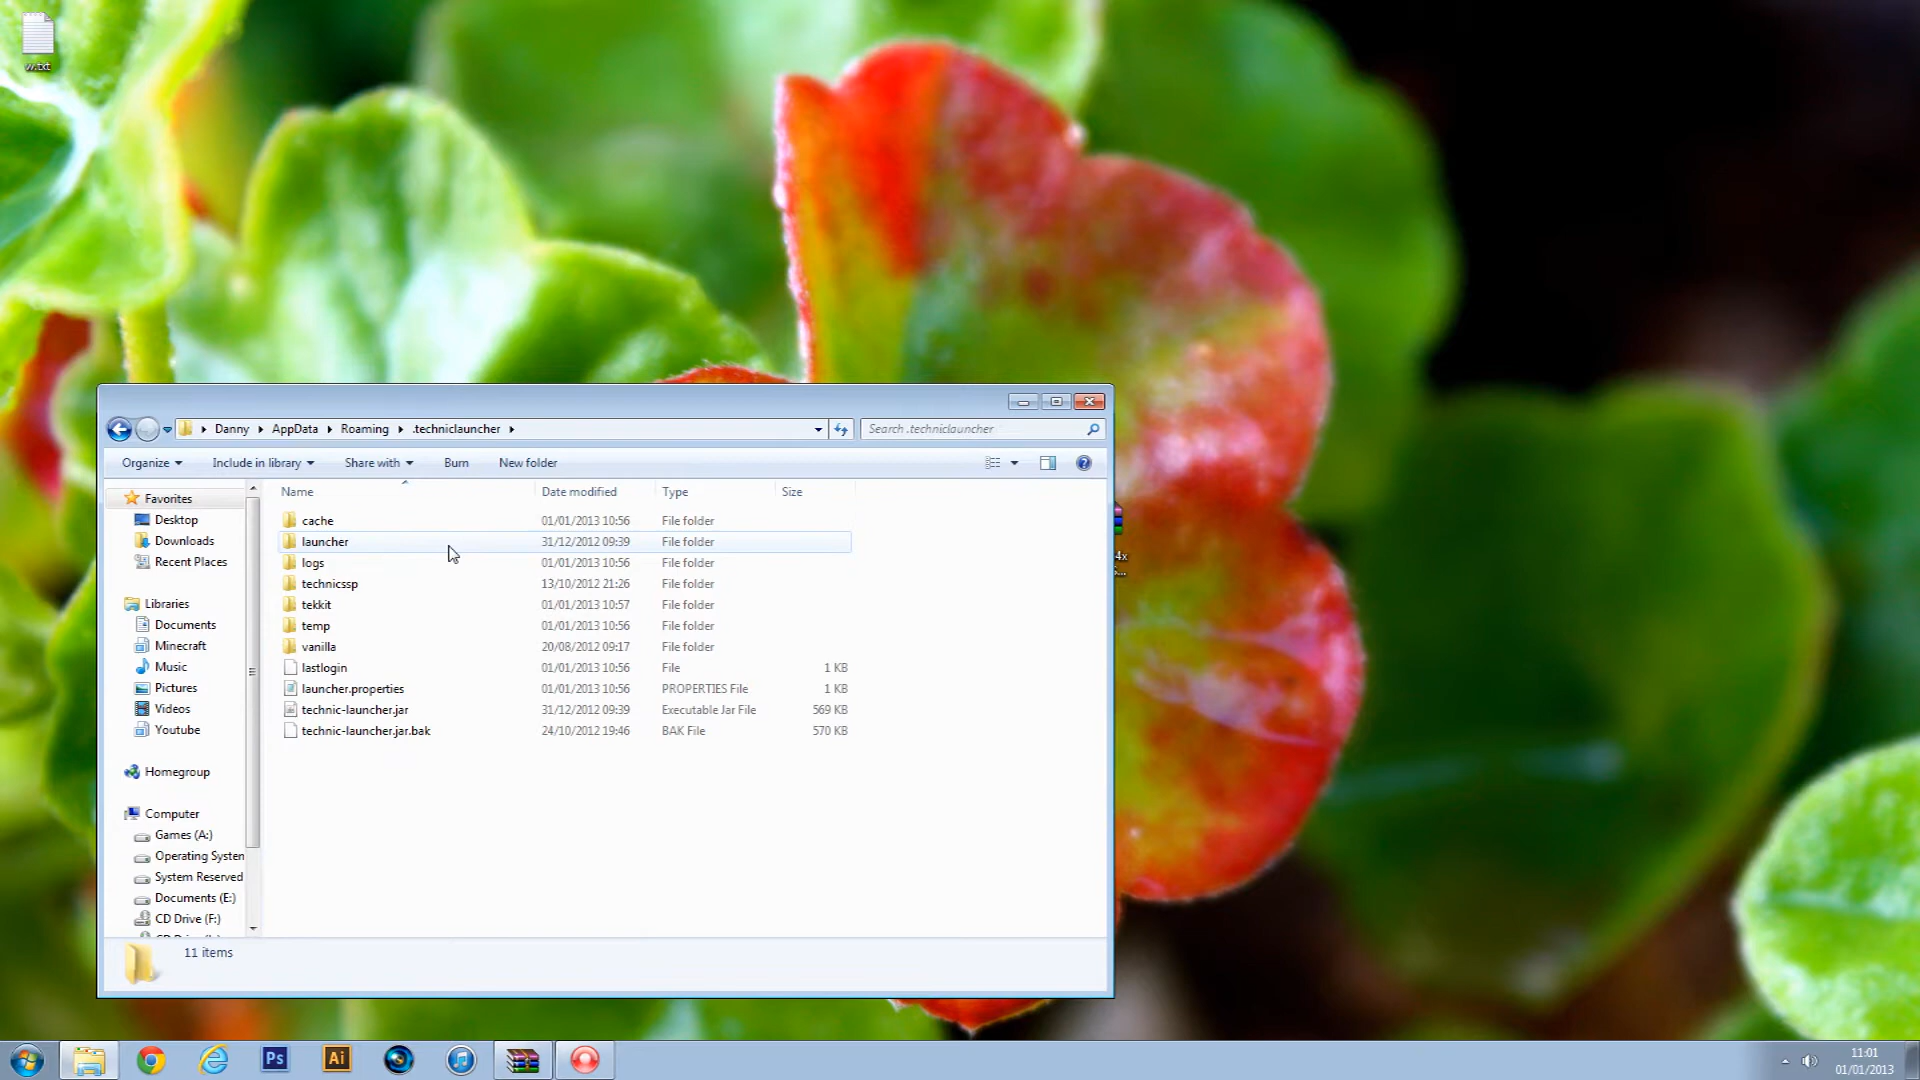 w.txt
Danny
AppData
Roaming
.techniclauncher
Search .techniclauncher
Organize
Include in library
Share with
Burn
New folder
Name
Date modified
Type
Size
Favorites
Desktop
Downloads
Recent Places
Libraries
Documents
Minecraft
Music
Pictures
Videos
Youtube
Homegroup
Computer
Games (A:)
Operating System
System Reserved
Documents (E:)
CD Drive (F:)
cache 01/01/2013 10:56 File folder
launcher 31/12/2012 09:39 File folder
logs 01/01/2013 10:56 File folder
technicssp 13/10/2012 21:26 File folder
tekkit 01/01/2013 10:57 File folder
temp 01/01/2013 10:56 File folder
vanilla 20/08/2012 09:17 File folder
lastlogin 01/01/2013 10:56 File 1 KB
launcher.properties 01/01/2013 10:56 PROPERTIES File 1 KB
technic-launcher.jar 31/12/2012 09:39 Executable Jar File 569 KB
technic-launcher.jar.bak 24/10/2012 19:46 BAK File 570 KB
4x
11 items
Ps
Ai
11:01
01/01/2013